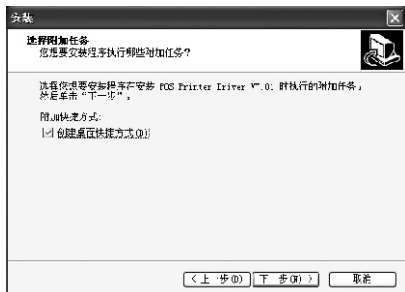 安装
选择附加任务
您想要安装程序执行哪些附加任务?
选择您想要安装程序在安装 POS Printer Driver V7.01 时执行的附加任务,
然后单击“下一步”。
附加快捷方式:
创建桌面快捷方式(D)
<上一步(B)
下一步(N)>
取消